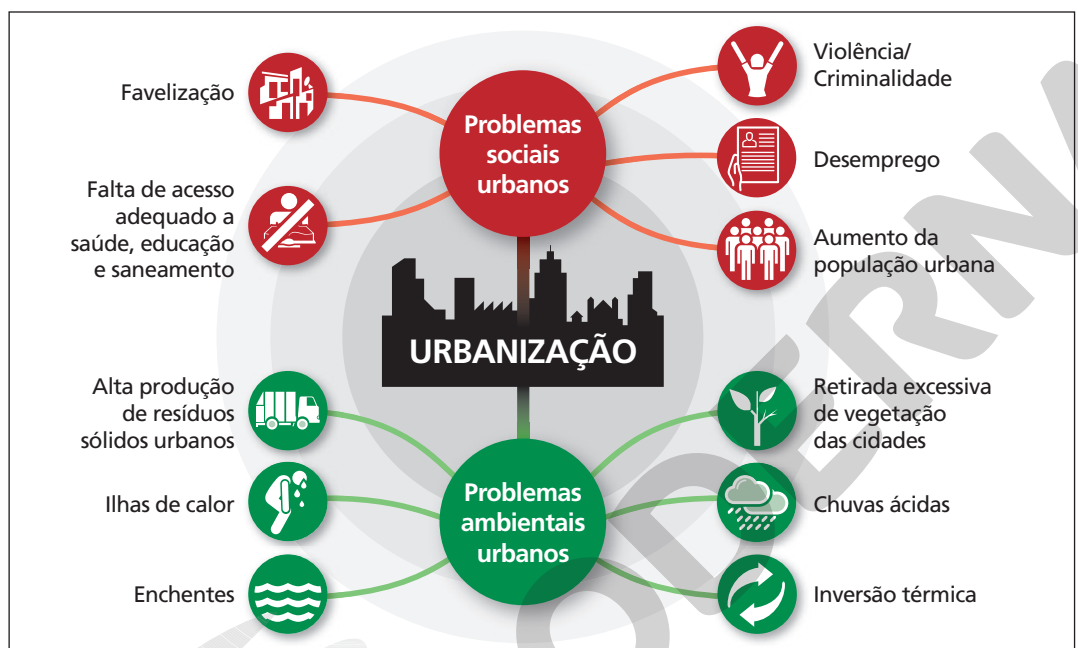 Favelização
Falta de acesso
adequado a
saúde, educação
e saneamento
Problemas
sociais
urbanos
Violência/
Criminalidade
Desemprego
Aumento da
população urbana
URBANIZAÇÃO
Alta produção
de resíduos
sólidos urbanos
Ilhas de calor
Enchentes
Problemas
ambientais
urbanos
Retirada excessiva
de vegetação
das cidades
Chuvas ácidas
Inversão térmica
ODERNA